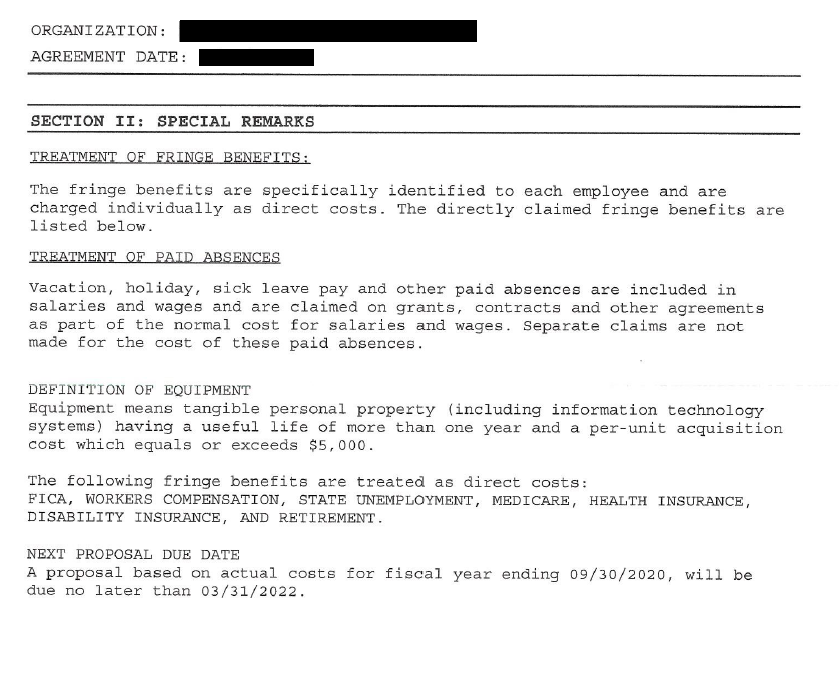 ORGANIZATION:
AGREEMENT DATE:
SECTION II: SPECIAL REMARKS
TREATMENT OF FRINGE BENEFITS:
The fringe benefits are specifically identified to each employee and are
charged individually as direct costs. The directly claimed fringe benefits are
listed below.
TREATMENT OF PAID ABSENCES
Vacation, holiday, sick leave pay and other paid absences are included in
salaries and wages and are claimed on grants, contracts and other agreements
as part of the normal cost for salaries and wages. Separate claims are not
made for the cost of these paid absences.
DEFINITION OF EQUIPMENT
Equipment means tangible personal property (including information technology
systems) having a useful life of more than one year and a per-unit acquisition
cost which equals or exceeds $5,000.
The following fringe benefits are treated as direct costs:
FICA, WORKERS COMPENSATION, STATE UNEMPLOYMENT, MEDICARE, HEALTH INSURANCE,
DISABILITY INSURANCE, AND RETIREMENT.
NEXT PROPOSAL DUE DATE
A proposal based on actual costs for fiscal year ending 09/30/2020, will be
due no later than 03/31/2022.